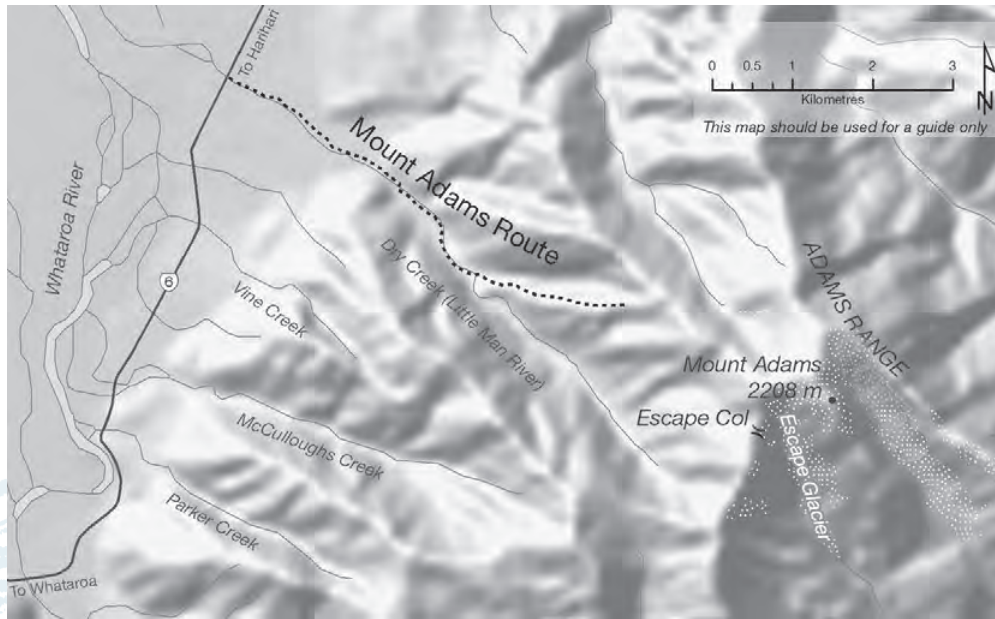 To Harihari
0 0.5 1 2 3
Kilometres
N
This map should be used for a guide only
Mount Adams Route
Whataroa River
6
Dry Creek (Little Man River)
Vine Creek
ADAMS RANGE
Mount Adams
2208 m
Escape Col
Escape Glacier
McCulloughs Creek
Parker Creek
To Whataroa